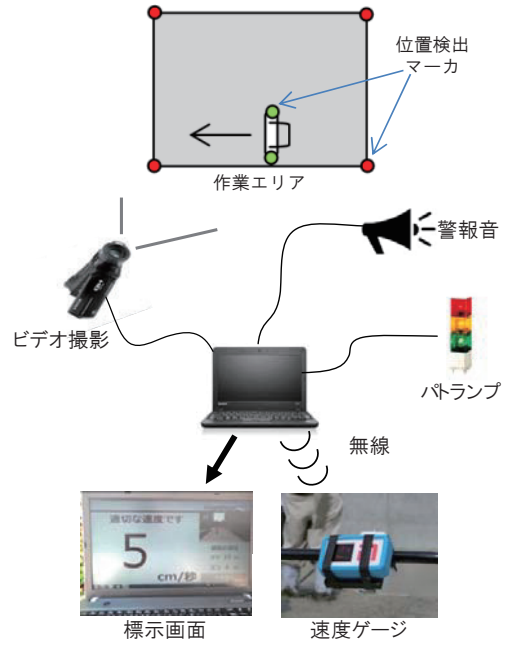 位置検出
マーカ
作業エリア
警報音
ビデオ撮影
パトランプ
無線
適切な速度です
5
cm/秒
標示画面
速度ゲージ